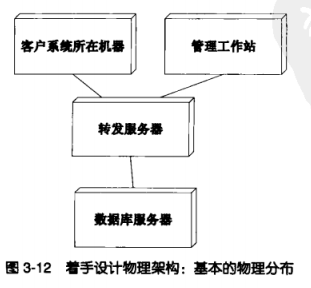 客户系统所在机器
管理工作站
转发服务器
数据库服务器
图 3-12 着手设计物理架构：基本的物理分布